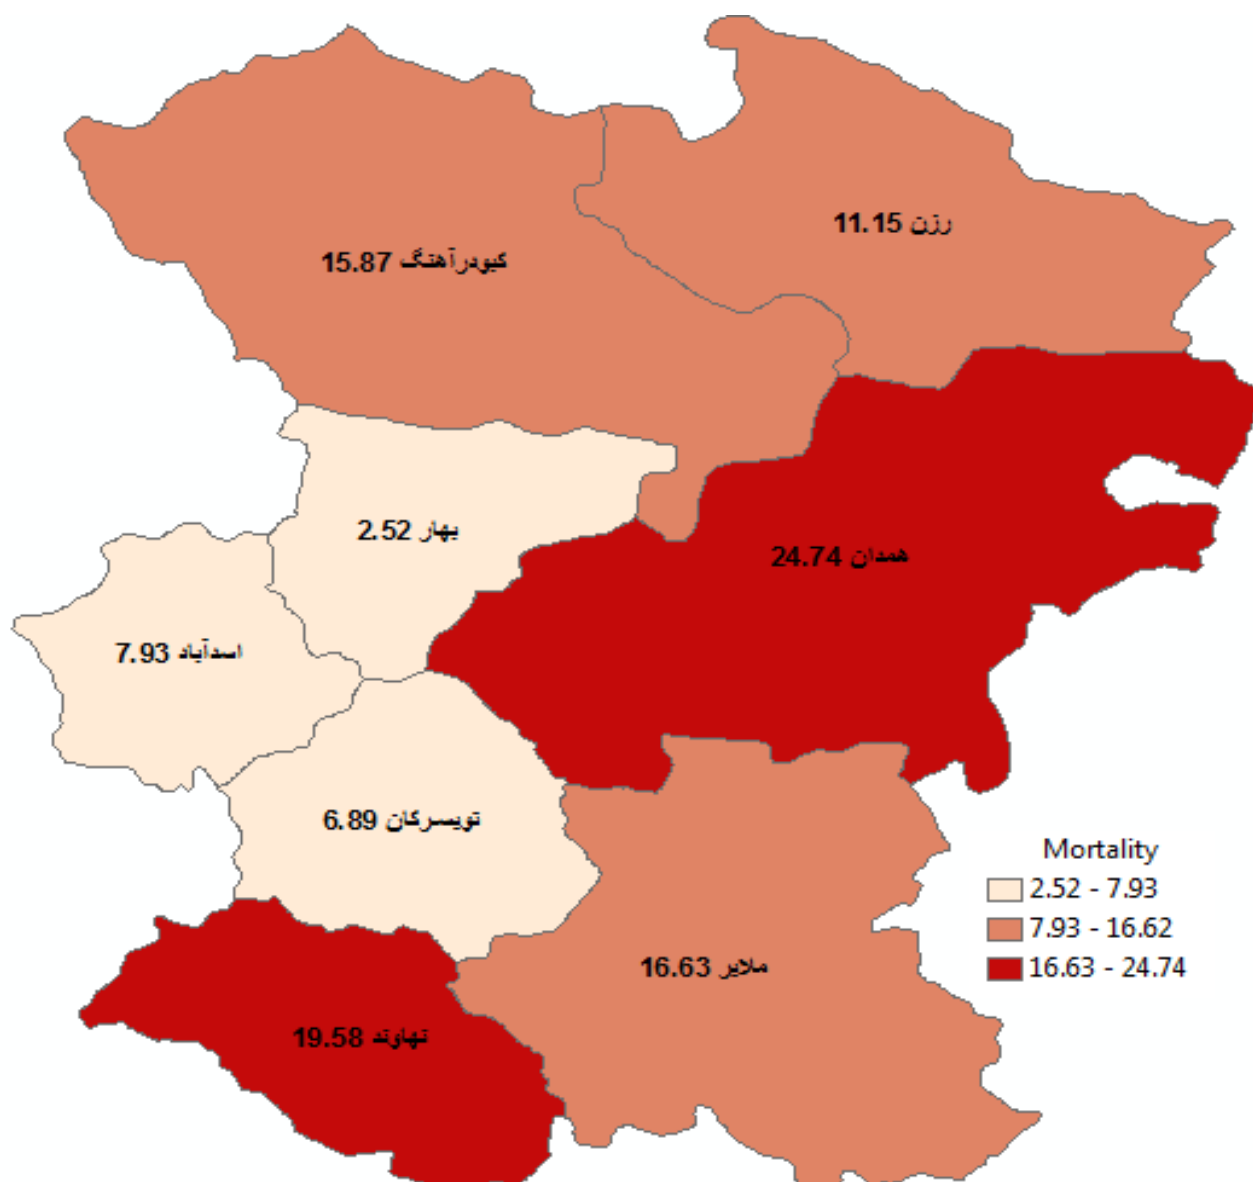 رزن 11.15
کبودرآهنگ 15.87
بهار 2.52
همدان 24.74
اسدآباد 7.93
تویسرکان 6.89
ملایر 16.63
نهاوند 19.58
Mortality
2.52 - 7.93
7.93 - 16.62
16.63 - 24.74